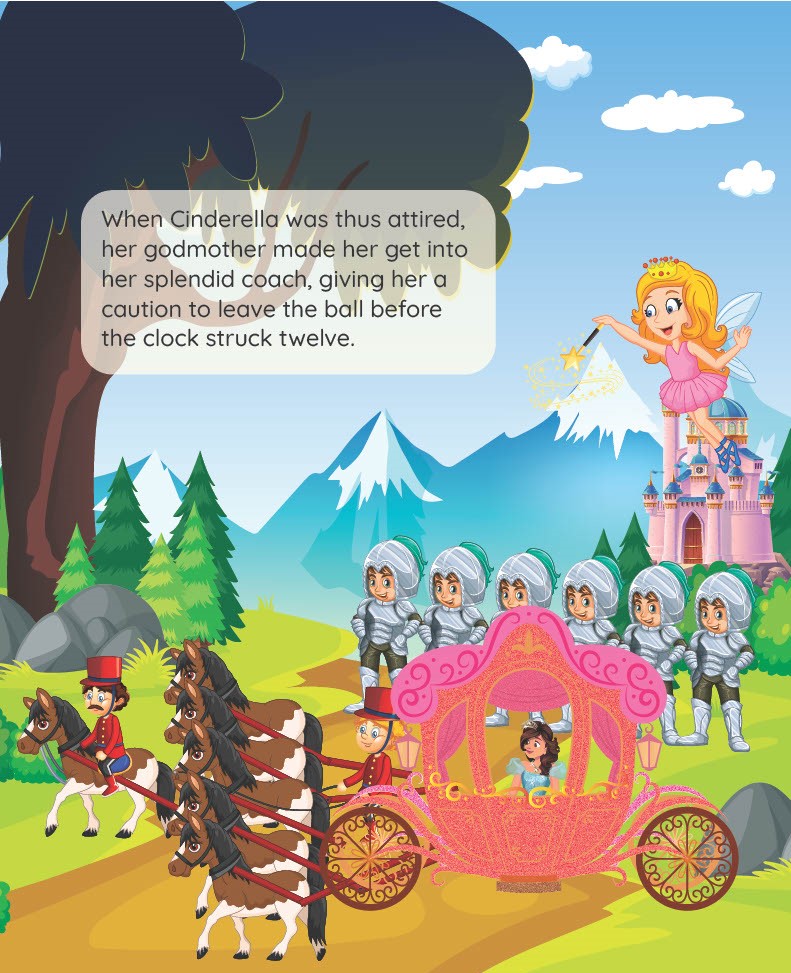 When Cinderella was thus attired,
her godmother made her get into
her splendid coach, giving her a
caution to leave the ball before
the clock struck twelve.